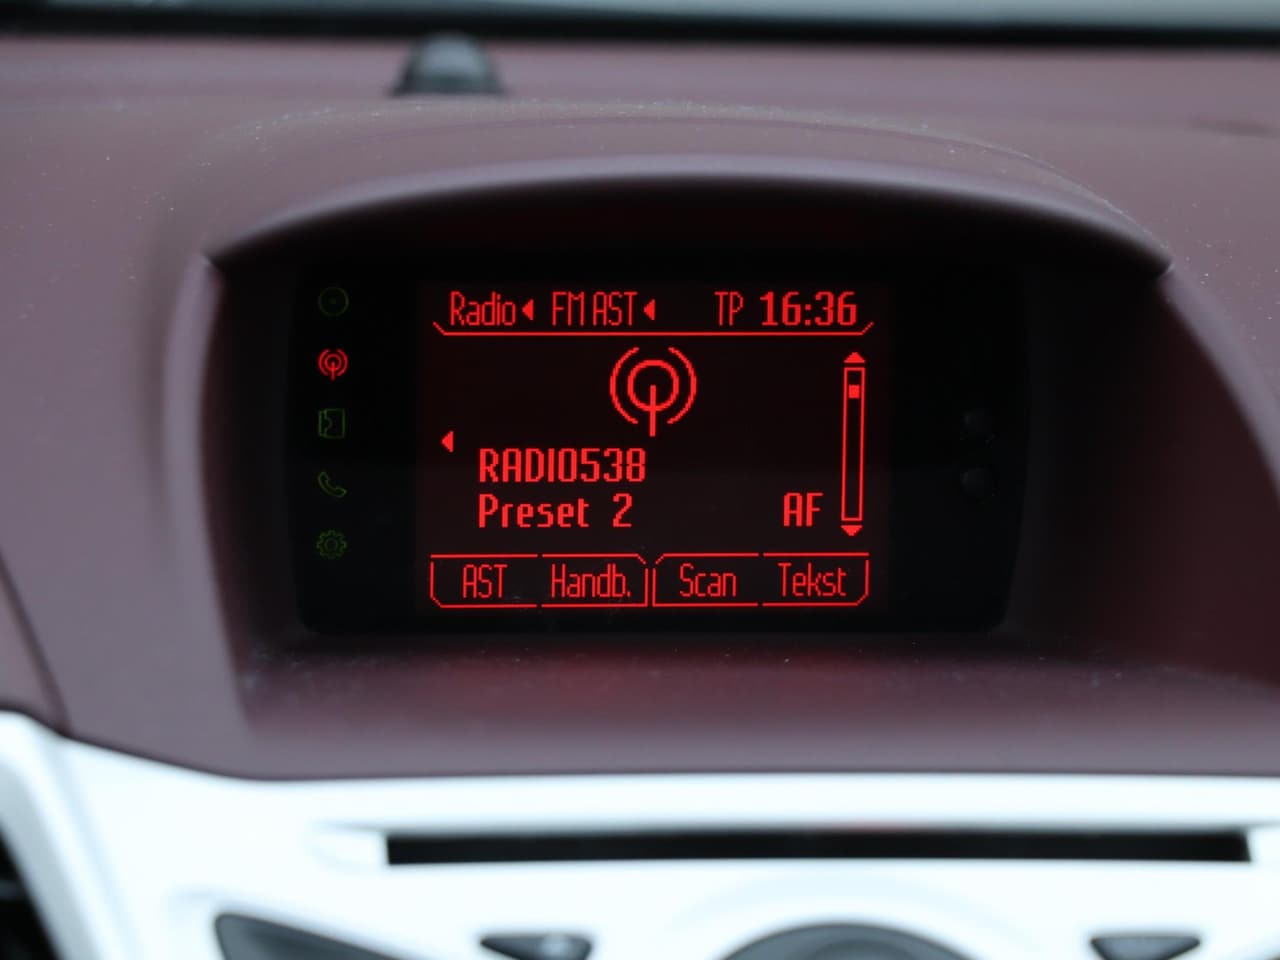 Radio FM AST TP 16:36
RADIO538
Preset 2 AF
AST Handb. Scan Tekst